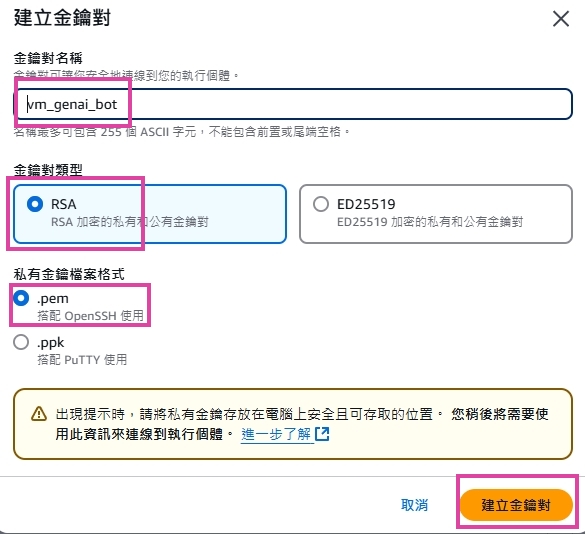 建立金鑰對
金鑰對名稱
金鑰對可讓您安全地連線到您的執行個體。
vm_genai_bot
名稱最多可包含 255 個 ASCII 字元，不能包含前置或尾端空格。
金鑰對類型
RSA
RSA 加密的私有和公有金鑰對
ED25519
ED25519 加密的私有和公有金鑰對
私有金鑰檔案格式
.pem
搭配 OpenSSH 使用
.ppk
搭配 PuTTY 使用
出現提示時，請將私有金鑰存放在電腦上安全且可存取的位置。 您稍後將需要使
用此資訊來連線到執行個體。 進一步了解
取消
建立金鑰對